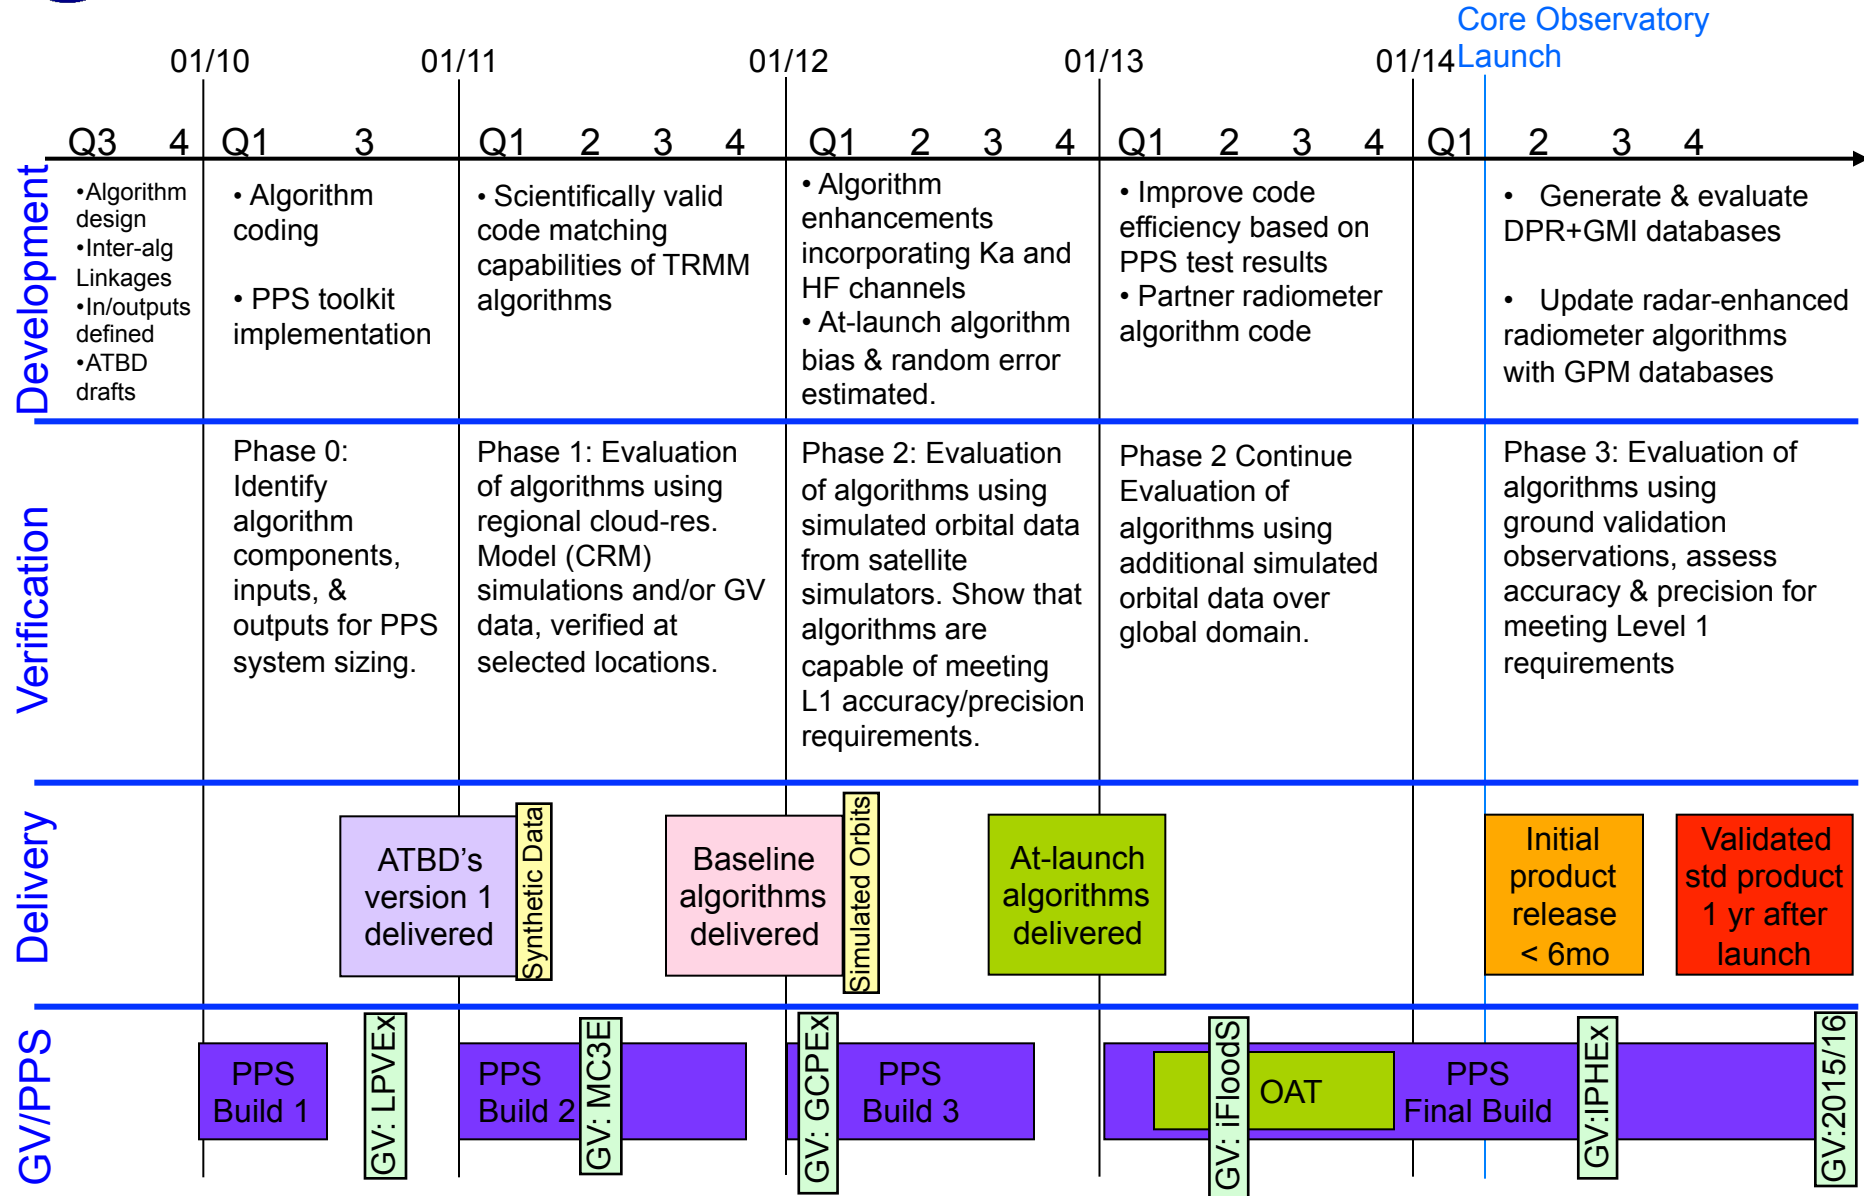 Core Observatory
Launch
01/10
01/11
01/12
01/13
01/14
Q3 4 Q1 3 Q1 2 3 4 Q1 2 3 4 Q1 2 3 4 Q1 2 3 4
Development
•Algorithm
design
•Inter-alg
Linkages
•In/outputs
defined
•ATBD
drafts
• Algorithm
coding
• PPS toolkit
implementation
• Scientifically valid
code matching
capabilities of TRMM
algorithms
• Algorithm
enhancements
incorporating Ka and
HF channels
• At-launch algorithm
bias & random error
estimated.
• Improve code
efficiency based on
PPS test results
• Partner radiometer
algorithm code
• Generate & evaluate
DPR+GMI databases
• Update radar-enhanced
radiometer algorithms
with GPM databases
Verification
Phase 0:
Identify
algorithm
components,
inputs, &
outputs for PPS
system sizing.
Phase 1: Evaluation
of algorithms using
regional cloud-res.
Model (CRM)
simulations and/or GV
data, verified at
selected locations.
Phase 2: Evaluation
of algorithms using
simulated orbital data
from satellite
simulators. Show that
algorithms are
capable of meeting
L1 accuracy/precision
requirements.
Phase 2 Continue
Evaluation of
algorithms using
additional simulated
orbital data over
global domain.
Phase 3: Evaluation of
algorithms using
ground validation
observations, assess
accuracy & precision for
meeting Level 1
requirements
Delivery
ATBD's
version 1
delivered
Synthetic Data
Baseline
algorithms
delivered
Simulated Orbits
At-launch
algorithms
delivered
Initial
product
release
< 6mo
Validated
std product
1 yr after
launch
GV/PPS
PPS
Build 1
GV: LPVEx
PPS
Build 2
GV: MC3E
GV: GCPEx
PPS
Build 3
GV: iFloodS
OAT
PPS
Final Build
GV:IPHEx
GV:2015/16